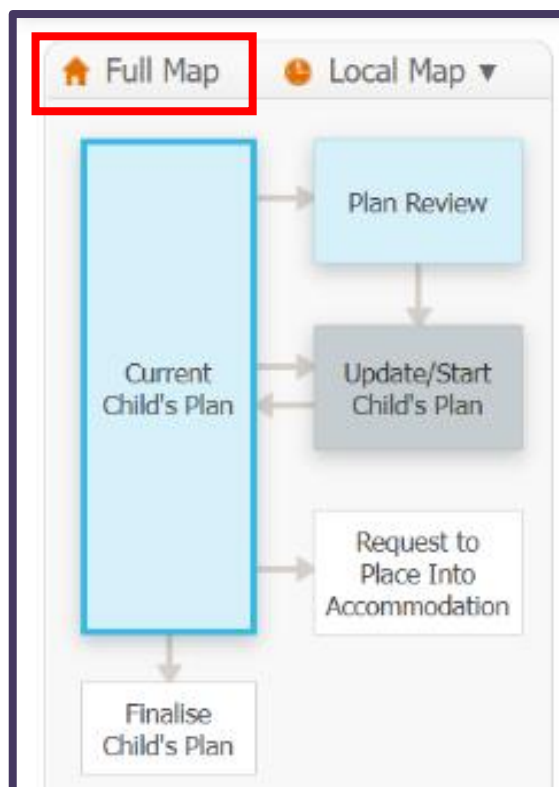 Full Map
Local Map ▼
Plan Review
Current
Child's Plan
Update/Start
Child's Plan
Request to
Place Into
Accommodation
Finalise
Child's Plan